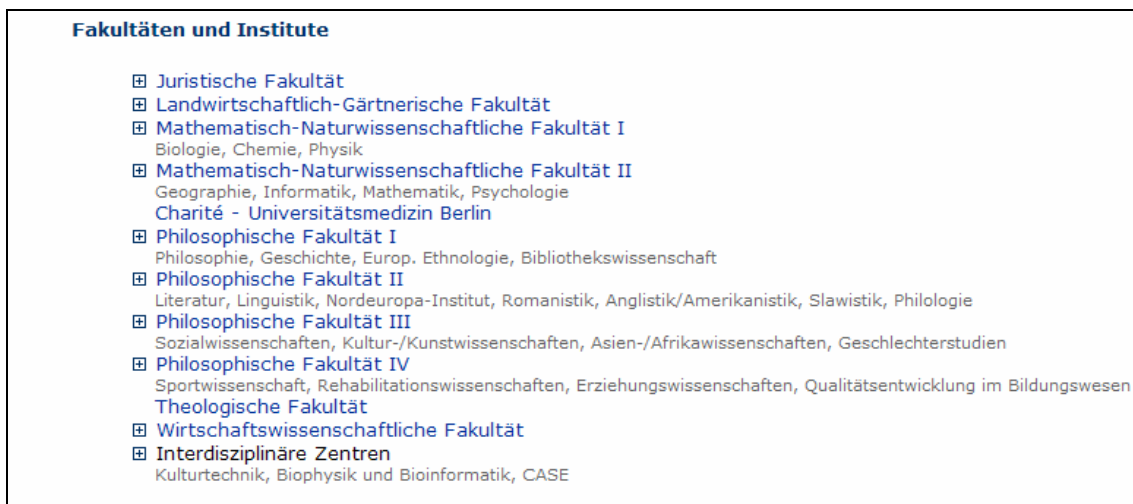 Fakultäten und Institute
Juristische Fakultät
Landwirtschaftlich-Gärtnerische Fakultät
Mathematisch-Naturwissenschaftliche Fakultät I
Biologie, Chemie, Physik
Mathematisch-Naturwissenschaftliche Fakultät II
Geographie, Informatik, Mathematik, Psychologie
Charité - Universitätsmedizin Berlin
Philosophische Fakultät I
Philosophie, Geschichte, Europ. Ethnologie, Bibliothekswissenschaft
Philosophische Fakultät II
Literatur, Linguistik, Nordeuropa-Institut, Romanistik, Anglistik/Amerikanistik, Slawistik, Philologie
Philosophische Fakultät III
Sozialwissenschaften, Kultur-/Kunstwissenschaften, Asien-/Afrikawissenschaften, Geschlechterstudien
Philosophische Fakultät IV
Sportwissenschaft, Rehabilitationswissenschaften, Erziehungswissenschaften, Qualitätsentwicklung im Bildungswesen
Theologische Fakultät
Wirtschaftswissenschaftliche Fakultät
Interdisziplinäre Zentren
Kulturtechnik, Biophysik und Bioinformatik, CASE